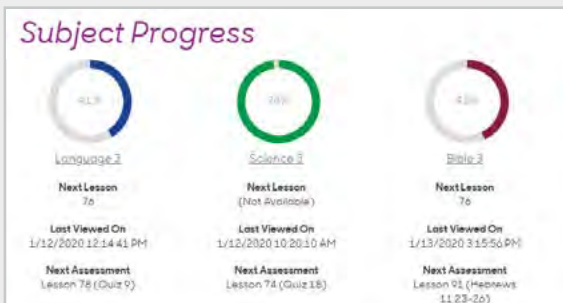 Subject Progress
Language 3
Science 3
Bible 3
Next Lesson
76
Next Lesson
(Not Available)
Next Lesson
76
Last Viewed On
1/12/2020 12:14:41 PM
Last Viewed On
1/12/2020 10:20:10 AM
Last Viewed On
1/13/2020 3:15:56 PM
Next Assessment
Lesson 78 (Quiz 9)
Next Assessment
Lesson 74 (Quiz 18)
Next Assessment
Lesson 91 (Hebrews
11:23-26)